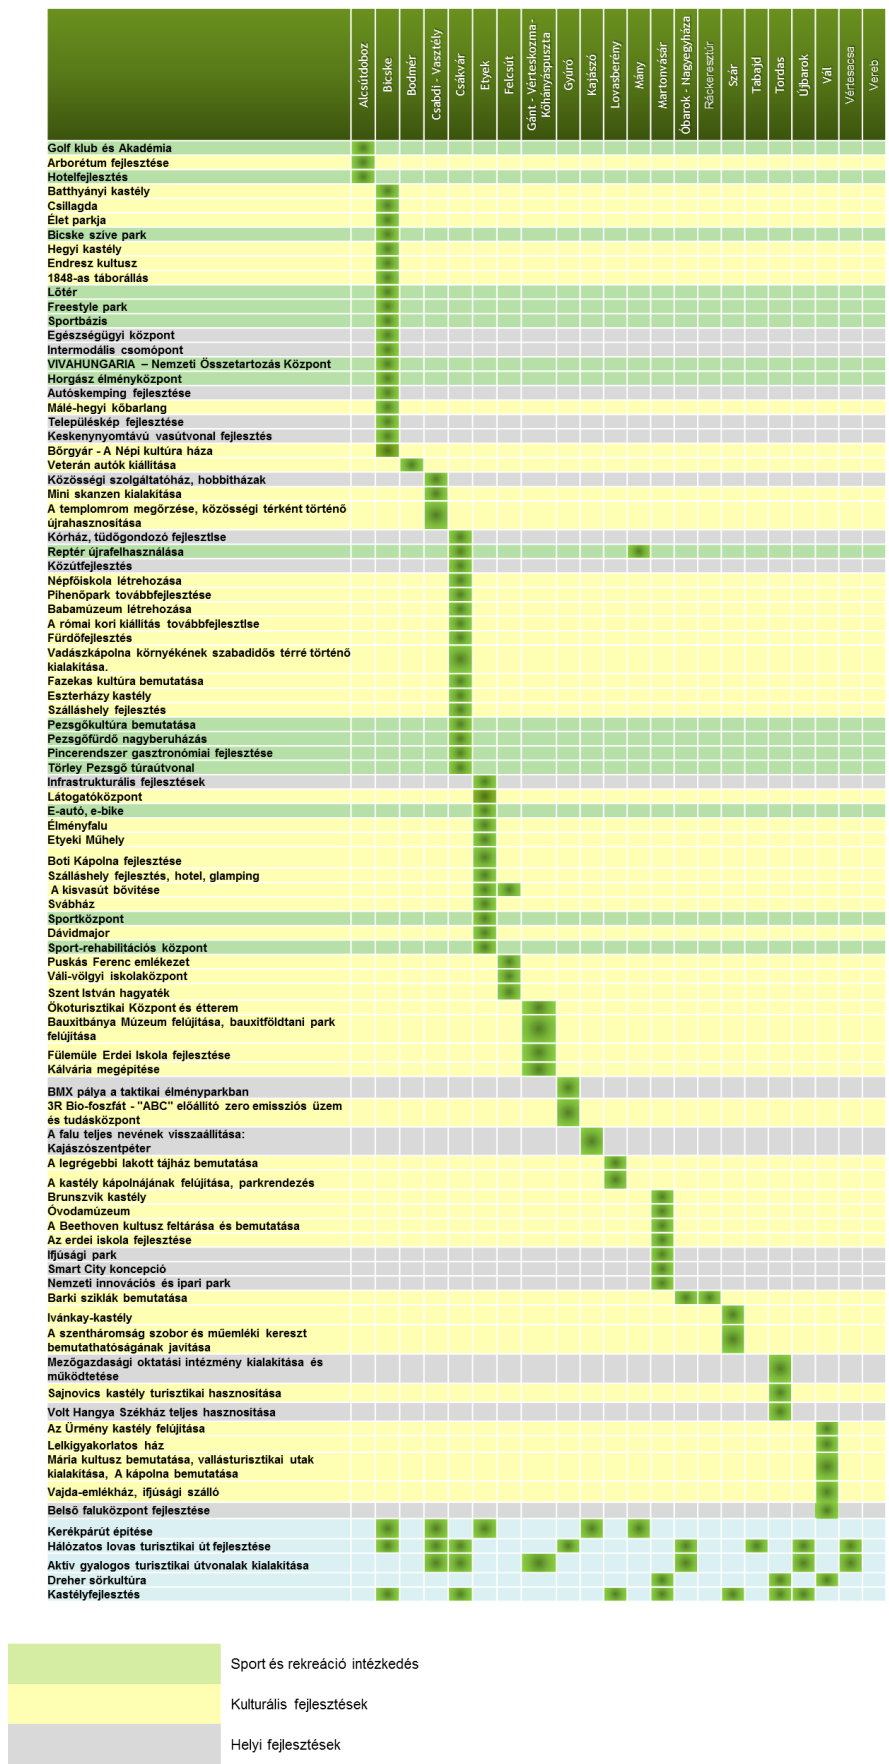 Alcsútdoboz
Bicske
Bodmér
Csabdi - Vasztély
Csákvár
Etyek
Felcsút
Gánt - Vérteskozma -
Kőhányáspuszta
Gyúró
Kajászó
Lovasberény
Mány
Martonvásár
Óbarok - Nagyegyháza
Ráckeresztúr
Szár
Tabajd
Tordas
Újbarok
Vál
Vértesacsa
Vereb
Golf klub és Akadémia
Arborétum fejlesztése
Hotelfejlesztés
Batthyányi kastély
Csillagda
Élet parkja
Bicske szíve park
Hegyi kastély
Endresz kultusz
1848-as táborállás
Lőtér
Freestyle park
Sportbázis
Egészségügyi központ
Intermodális csomópont
VIVAHUNGARIA – Nemzeti Összetartozás Központ
Horgász élményközpont
Autóskemping fejlesztése
Málé-hegyi kőbarlang
Településkép fejlesztése
Keskenynyomtávú vasútvonal fejlesztés
Bőrgyár - A Népi kultúra háza
Veterán autók kiállítása
Közösségi szolgáltatóház, hobbitházak
Mini skanzen kialakítása
A templomrom megőrzése, közösségi térként történő
újrahasznosítása
Kórház, tüdőgondozó fejlesztlse
Reptér újrafelhasználása
Közútfejlesztés
Népfőiskola létrehozása
Pihenőpark továbbfejlesztése
Babamúzeum létrehozása
A római kori kiállítás továbbfejlesztlse
Fürdőfejlesztés
Vadászkápolna környékének szabadidős térré történő
kialakítása.
Fazekas kultúra bemutatása
Eszterházy kastély
Szálláshely fejlesztés
Pezsgőkultúra bemutatása
Pezsgőfürdő nagyberuházás
Pincerendszer gasztronómiai fejlesztése
Törley Pezsgő túraútvonal
Infrastrukturális fejlesztések
Látogatóközpont
E-autó, e-bike
Élményfalu
Etyeki Műhely
Boti Kápolna fejlesztése
Szálláshely fejlesztés, hotel, glamping
A kisvasút bővítése
Svábház
Sportközpont
Dávidmajor
Sport-rehabilitációs központ
Puskás Ferenc emlékezet
Váli-völgyi iskolaközpont
Szent István hagyaték
Ökoturisztikai Központ és étterem
Bauxitbánya Múzeum felújítása, bauxitföldtani park
felújítása
Fülemüle Erdei Iskola fejlesztése
Kálvária megépítése
BMX pálya a taktikai élményparkban
3R Bio-foszfát - "ABC" előállító zero emissziós üzem
és tudásközpont
A falu teljes nevének visszaállítása:
Kajászószentpéter
A legrégebbi lakott tájház bemutatása
A kastély kápolnájának felújítása, parkrendezés
Brunszvik kastély
Óvodamúzeum
A Beethoven kultusz feltárása és bemutatása
Az erdei iskola fejlesztése
Ifjúsági park
Smart City koncepció
Nemzeti innovációs és ipari park
Barki sziklák bemutatása
Ivánkay-kastély
A szentháromság szobor és műemléki kereszt
bemutathatóságának javítása
Mezőgazdasági oktatási intézmény kialakítása és
működtetése
Sajnovics kastély turisztikai hasznosítása
Volt Hangya Székház teljes hasznosítása
Az Ürmény kastély felújítása
Lelkigyakorlatos ház
Mária kultusz bemutatása, vallásturisztikai utak
kialakítása, A kápolna bemutatása
Vajda-emlékház, ifjúsági szálló
Belső faluközpont fejlesztése
Kerékpárút építése
Hálózatos lovas turisztikai út fejlesztése
Aktív gyalogos turisztikai útvonalak kialakítása
Dreher sörkultúra
Kastélyfejlesztés
Sport és rekreáció intézkedés
Kulturális fejlesztések
Helyi fejlesztések